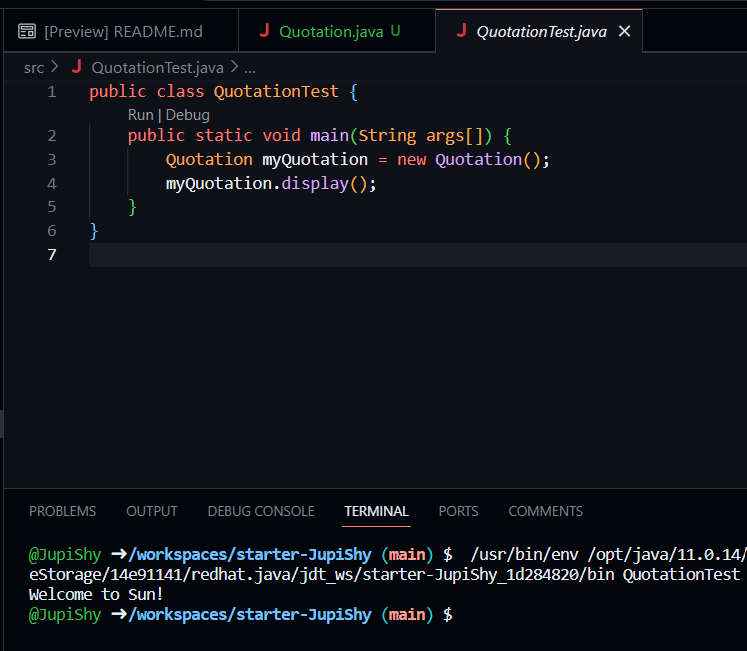 [Preview] README.md
J Quotation.java U
J QuotationTest.java ×
src > J QuotationTest.java > ...
1 public class QuotationTest {
Run | Debug
2 public static void main(String args[]) {
3 Quotation myQuotation = new Quotation();
4 myQuotation.display();
5 }
6 }
7
PROBLEMS OUTPUT DEBUG CONSOLE TERMINAL PORTS COMMENTS
@JupiShy ➜/workspaces/starter-JupiShy (main) $  /usr/bin/env /opt/java/11.0.14/
eStorage/14e91141/redhat.java/jdt_ws/starter-JupiShy_1d284820/bin QuotationTest
Welcome to Sun!
@JupiShy ➜/workspaces/starter-JupiShy (main) $